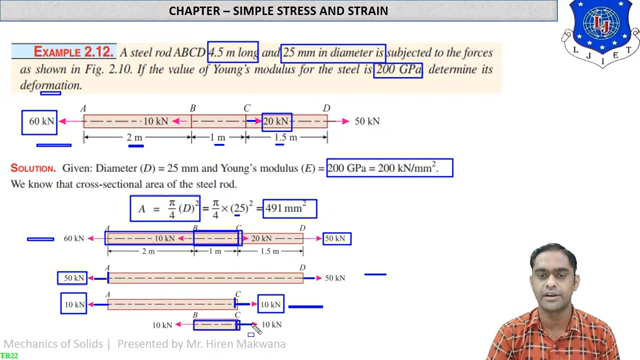 CHAPTER – SIMPLE STRESS AND STRAIN
LJIET
EXAMPLE 2.12. A steel rod ABCD 4.5 m long and 25 mm in diameter is subjected to the forces
as shown in Fig. 2.10. If the value of Young's modulus for the steel is 200 GPa determine its
deformation.
A B C D
60 kN 10 kN 20 kN 50 kN
2 m 1 m 1.5 m
SOLUTION. Given: Diameter (D) = 25 mm and Young's modulus (E) = 200 GPa = 200 kN/mm².
We know that cross-sectional area of the steel rod.
A = π/4 (D)² = π/4 × (25)² = 491 mm²
A B C D
60 kN 10 kN 20 kN 50 kN
2 m 1 m 1.5 m
A D
50 kN 50 kN
A C
10 kN 10 kN
B C
10 kN 10 kN
Mechanics of Solids | Presented by Mr. Hiren Makwana
TR22